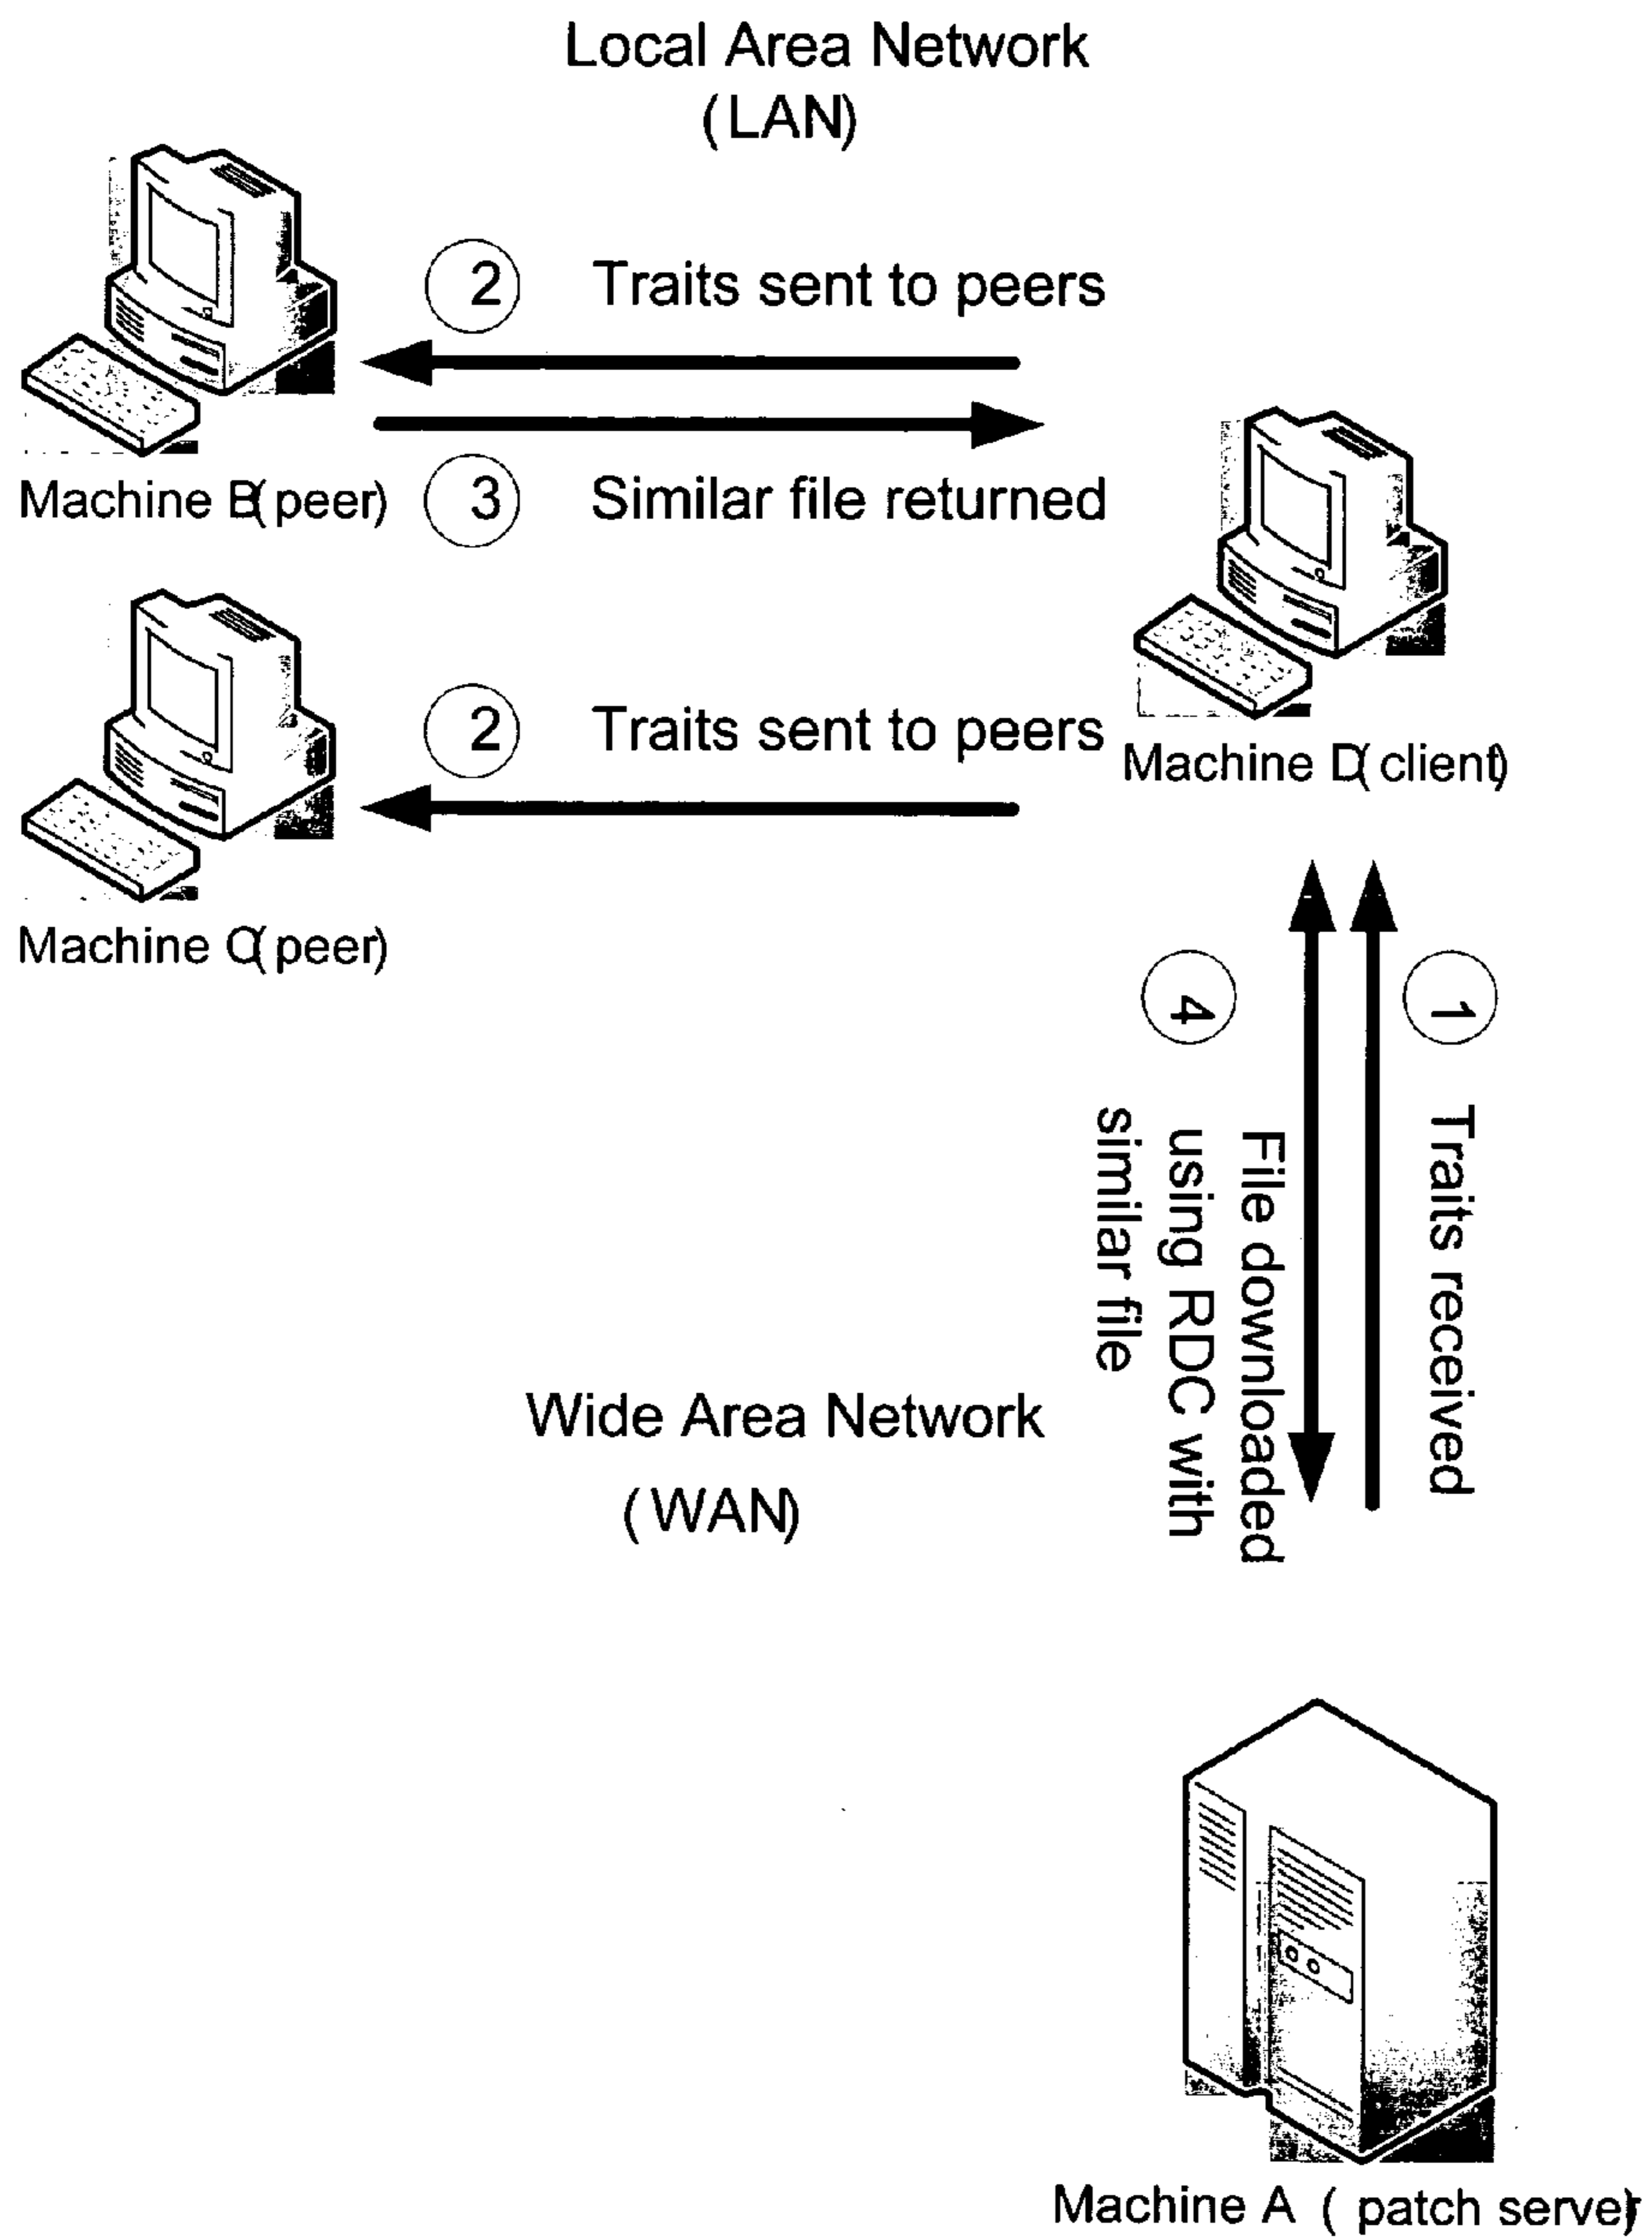 Local Area Network
(LAN)
2 Traits sent to peers
Machine B(peer)
3 Similar file returned
2 Traits sent to peers
Machine D(client)
Machine C(peer)
4
1
File downloaded
using RDC with
similar file
Traits received
Wide Area Network
(WAN)
Machine A ( patch server)